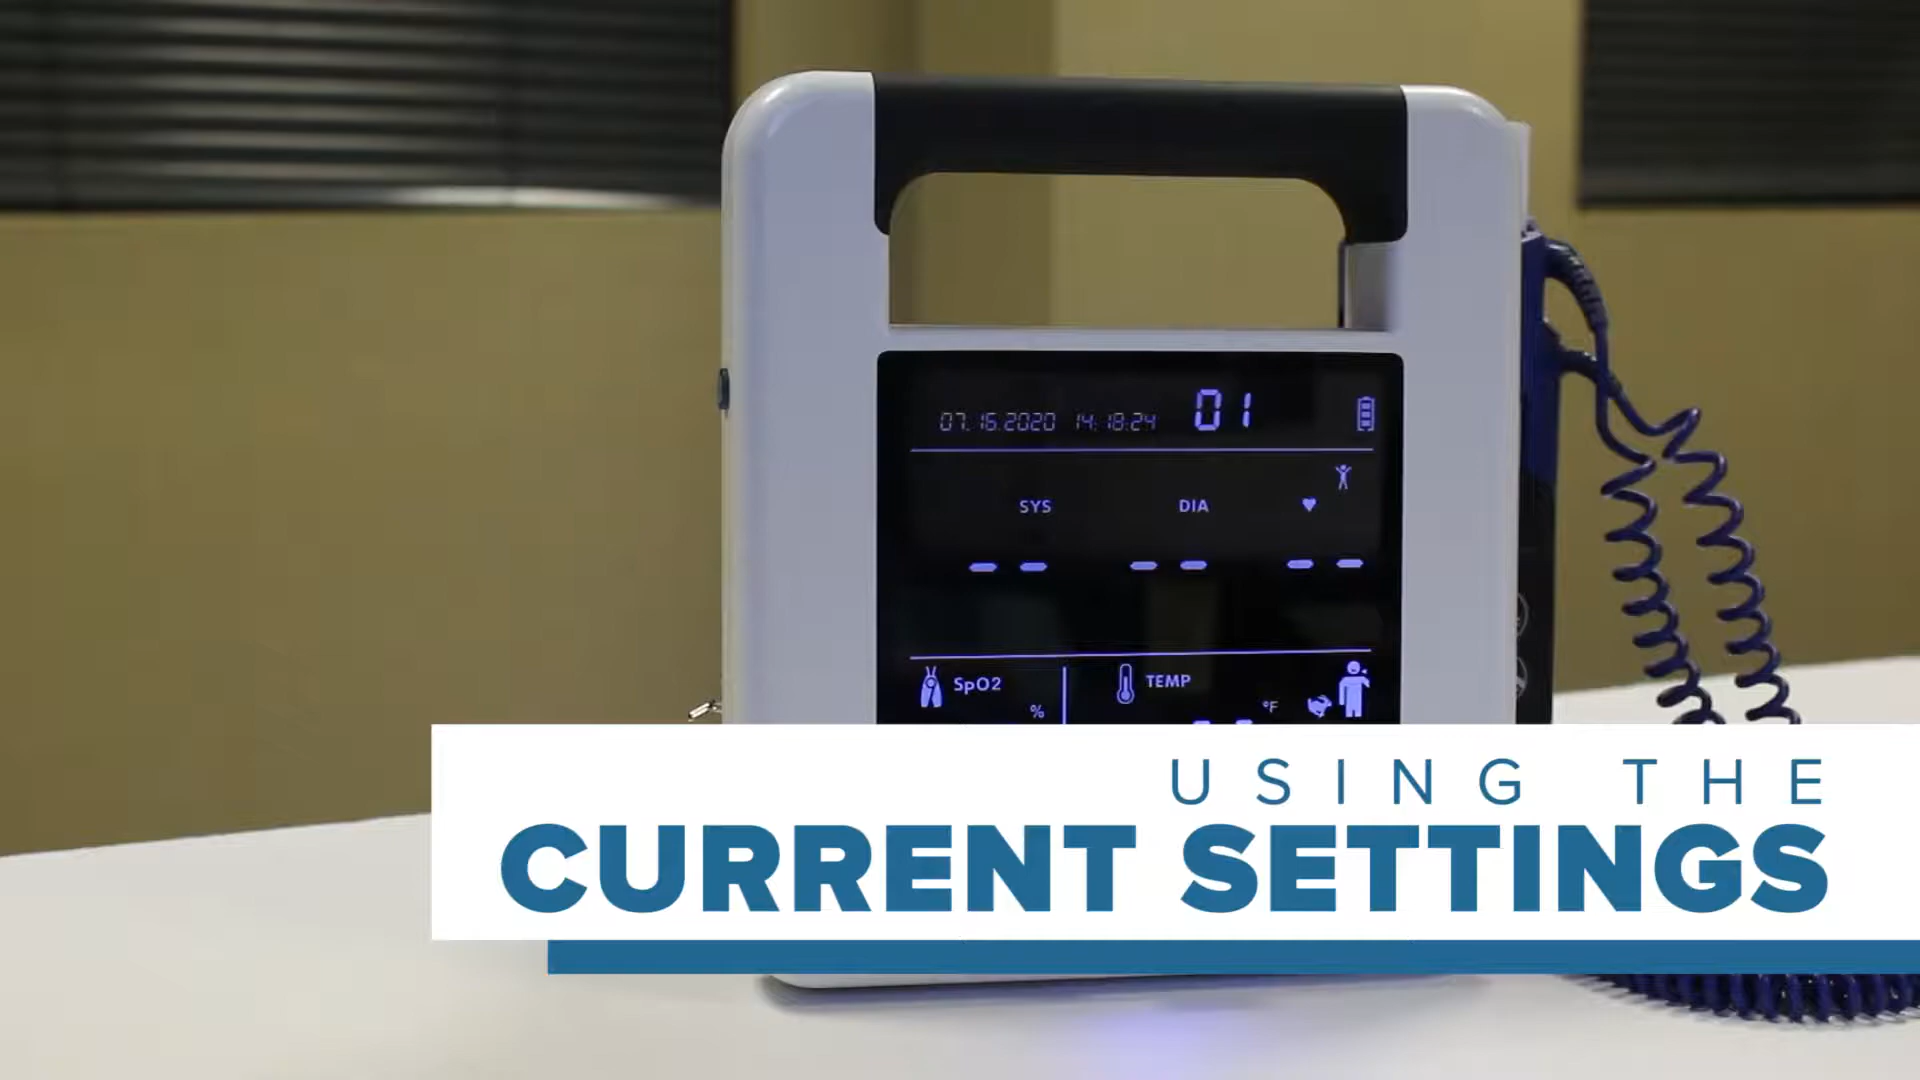 07.16.2020 14:18:24 01
SYS DIA
-- -- --
SpO2 TEMP
% °F
USING THE
CURRENT SETTINGS